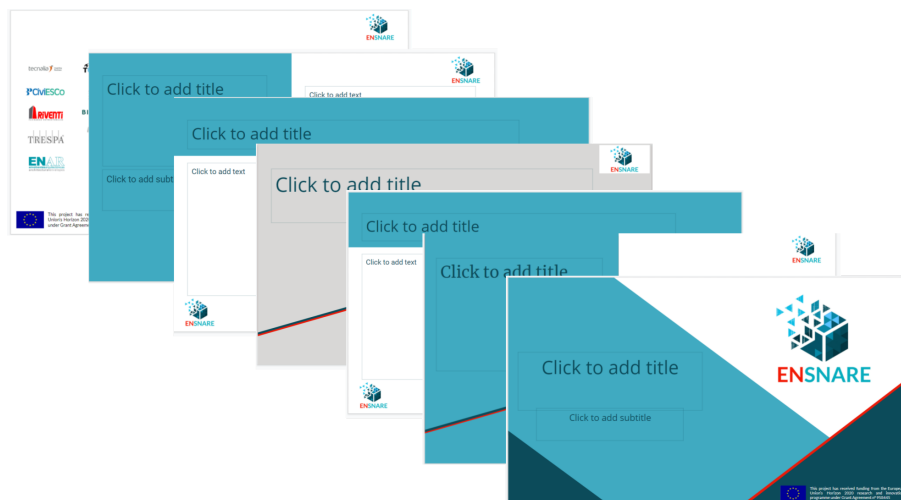 ENSNARE
tecnalia
CiviESCo
RIVENTI
TRESPA
ENAR
This project has re
Union's Horizon 2020
under Grant Agreem
ENSNARE
Click to add title
Click to add text
Click to add subt
Click to add title
Click to add text
ENSNARE
ENSNARE
Click to add title
Click to add title
Click to add text
ENSNARE
ENSNARE
Click to add title
ENSNARE
Click to add title
Click to add subtitle
This project has received funding from the European
Union's Horizon 2020 research and innovation
programme under Grant Agreement nº